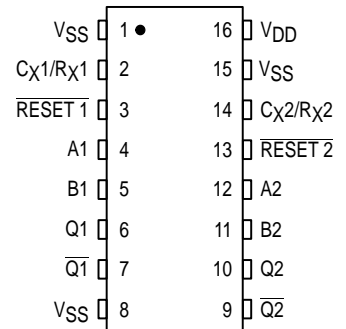 VSS 1 ● 16 VDD
CX1/RX1 2 15 VSS
RESET 1 3 14 CX2/RX2
A1 4 13 RESET 2
B1 5 12 A2
Q1 6 11 B2
Q1 7 10 Q2
VSS 8 9 Q2